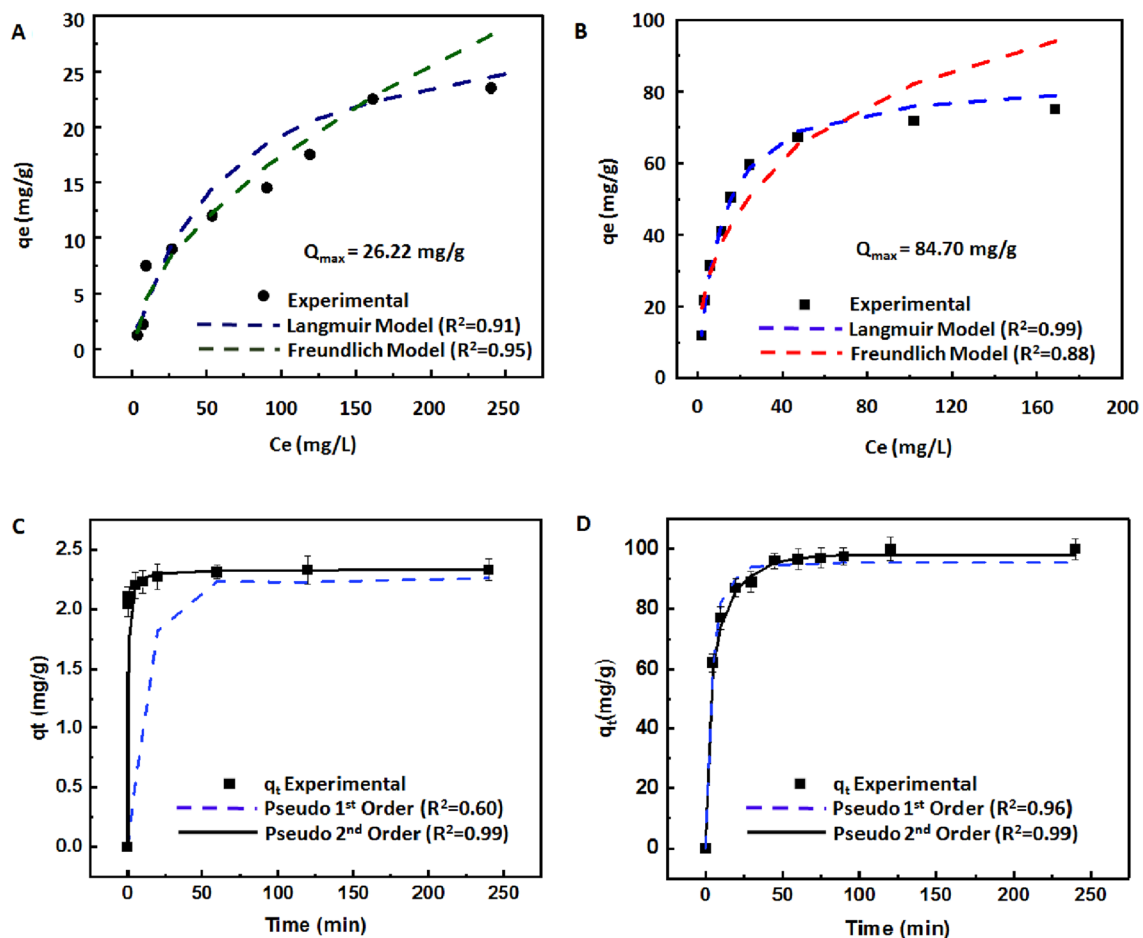 A
30
25
20
15
10
5
0
qe (mg/g)
Q_max = 26.22 mg/g
Experimental
Langmuir Model (R²=0.91)
Freundlich Model (R²=0.95)
0 50 100 150 200 250
Ce (mg/L)
B
100
80
60
40
20
0
qe (mg/g)
Q_max = 84.70 mg/g
Experimental
Langmuir Model (R²=0.99)
Freundlich Model (R²=0.88)
0 40 80 120 160 200
Ce (mg/L)
C
2.5
2.0
1.5
1.0
0.5
0.0
qt (mg/g)
q_t Experimental
Pseudo 1st Order (R²=0.60)
Pseudo 2nd Order (R²=0.99)
0 50 100 150 200 250
Time (min)
D
100
80
60
40
20
0
q_t(mg/g)
q_t Experimental
Pseudo 1st Order (R²=0.96)
Pseudo 2nd Order (R²=0.99)
0 50 100 150 200 250
Time (min)